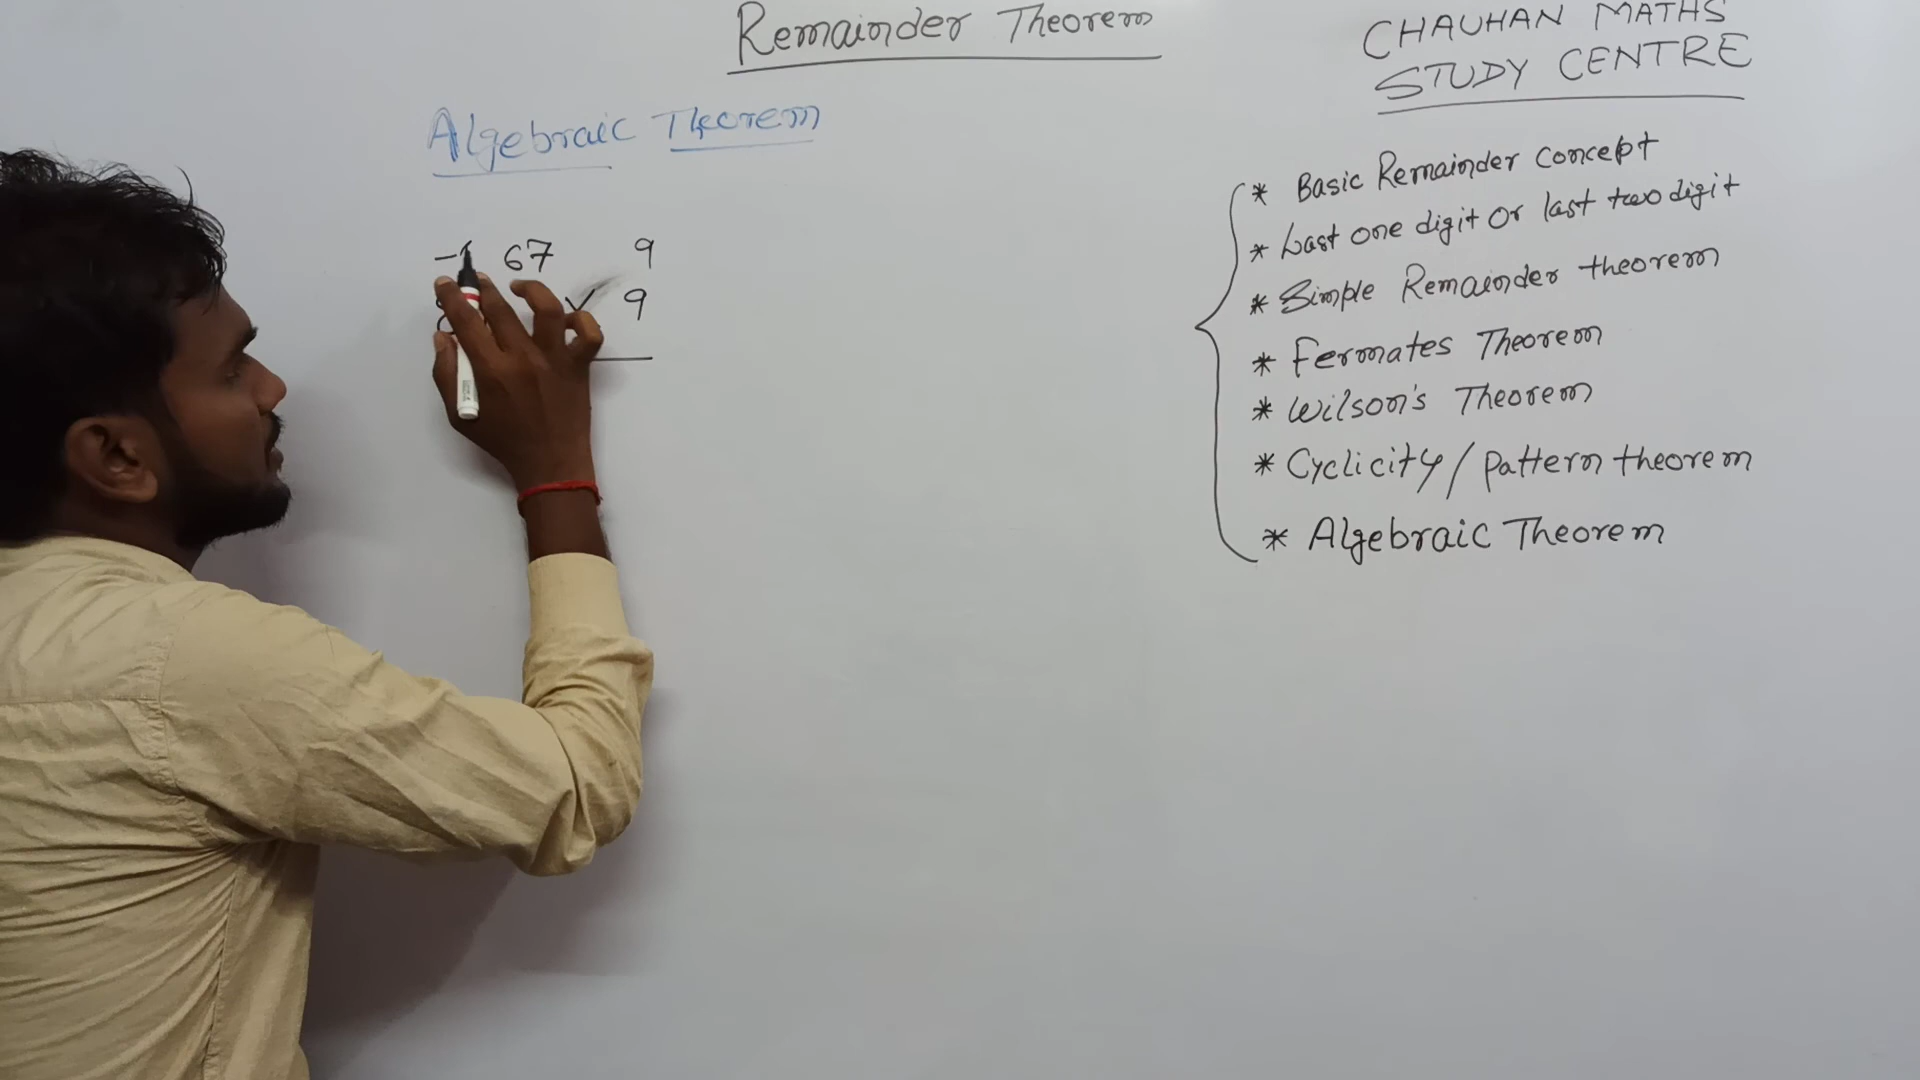 Remainder Theorem
CHAUHAN MATHS
STUDY CENTRE
Algebraic Theorem
* Basic Remainder concept
* Last one digit or last two digit
* Simple Remainder theorem
* Fermates Theorem
* Wilson's Theorem
* Cyclicity / pattern theorem
* Algebraic Theorem
67 9
9